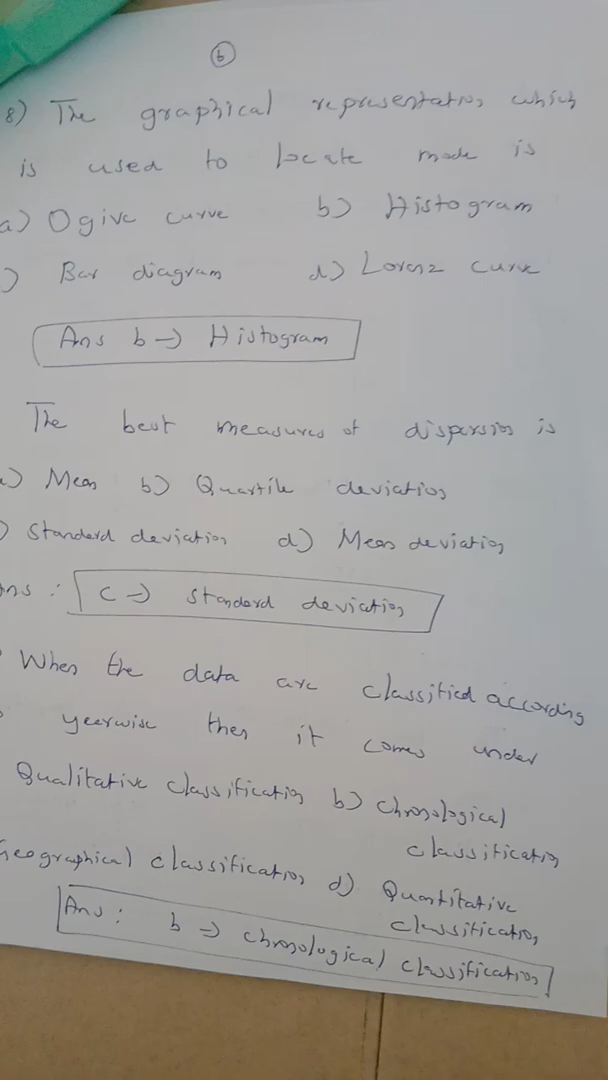 6
8) The graphical representation which
is used to locate mode is
a) Ogive curve b) Histogram
) Bar diagram d) Lorenz curve
Ans b → Histogram
The best measures of dispersion is
) Mean b) Quartile deviation
) Standard deviation d) Mean deviation
ns : c → standard deviation
When the data are classified according
yearwise then it comes under
Qualitative classification b) chronological
classification
Geographical classification d) Quantitative
classification
Ans : b → chronological classification